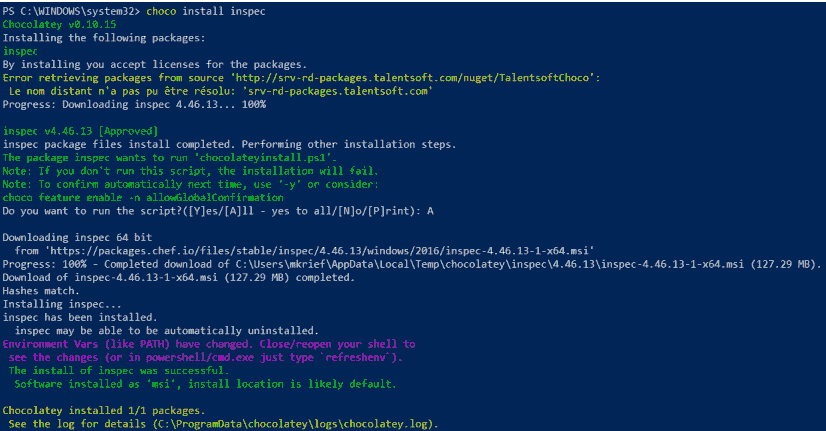 PS C:\WINDOWS\system32> choco install inspec
Chocolatey v0.10.15
Installing the following packages:
inspec
By installing you accept licenses for the packages.
Error retrieving packages from source 'http://srv-rd-packages.talentsoft.com/nuget/TalentsoftChoco':
 Le nom distant n'a pas pu être résolu: 'srv-rd-packages.talentsoft.com'
Progress: Downloading inspec 4.46.13... 100%
inspec v4.46.13 [Approved]
inspec package files install completed. Performing other installation steps.
The package inspec wants to run 'chocolateyinstall.ps1'.
Note: If you don't run this script, the installation will fail.
Note: To confirm automatically next time, use '-y' or consider:
choco feature enable -n allowGlobalConfirmation
Do you want to run the script?([Y]es/[A]ll - yes to all/[N]o/[P]rint): A
Downloading inspec 64 bit
  from 'https://packages.chef.io/files/stable/inspec/4.46.13/windows/2016/inspec-4.46.13-1-x64.msi'
Progress: 100% - Completed download of C:\Users\mkrief\AppData\Local\Temp\chocolatey\inspec\4.46.13\inspec-4.46.13-1-x64.msi (127.29 MB).
Download of inspec-4.46.13-1-x64.msi (127.29 MB) completed.
Hashes match.
Installing inspec...
inspec has been installed.
  inspec may be able to be automatically uninstalled.
Environment Vars (like PATH) have changed. Close/reopen your shell to
 see the changes (or in powershell/cmd.exe just type `refreshenv`).
 The install of inspec was successful.
  Software installed as 'msi', install location is likely default.
Chocolatey installed 1/1 packages.
 See the log for details (C:\ProgramData\chocolatey\logs\chocolatey.log).